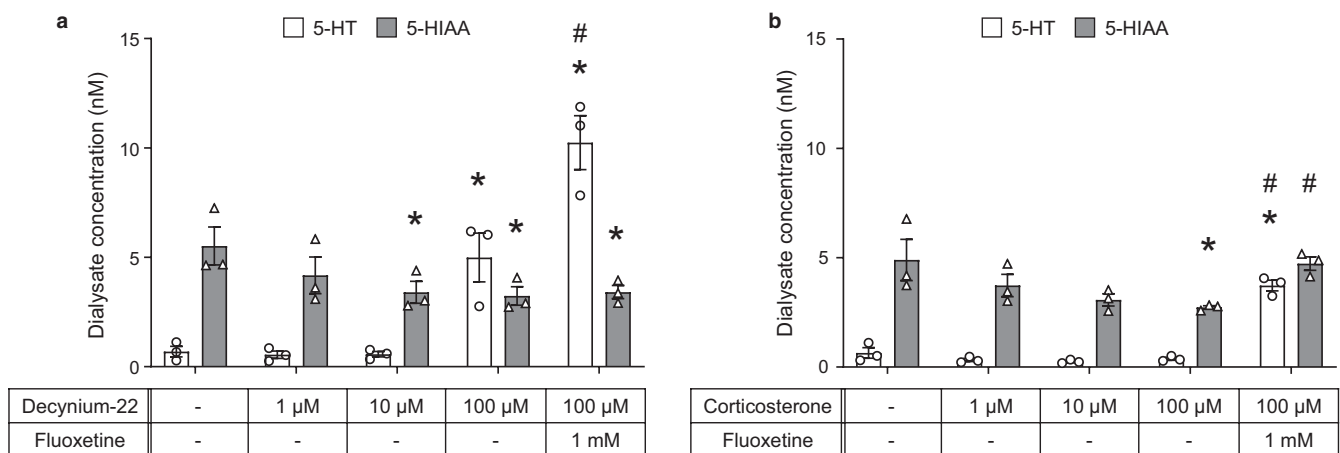 a
5-HT 5-HIAA
Dialysate concentration (nM)
15
10
5
0
* * * # * *
Decynium-22 - 1 µM 10 µM 100 µM 100 µM
Fluoxetine - - - - 1 mM
b
5-HT 5-HIAA
Dialysate concentration (nM)
15
10
5
0
* # * #
Corticosterone - 1 µM 10 µM 100 µM 100 µM
Fluoxetine - - - - 1 mM